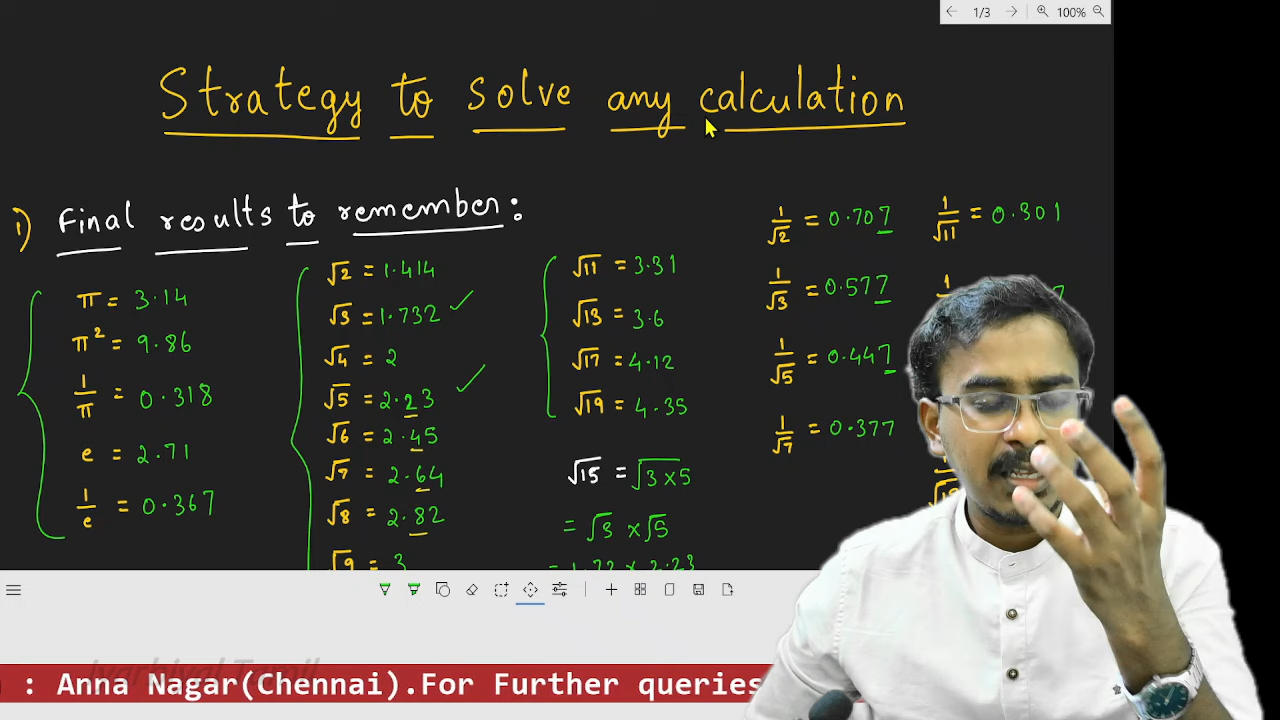 1/3 100%
Strategy to solve any calculation
1) Final results to remember:
π = 3.14
π² = 9.86
1/π = 0.318
e = 2.71
1/e = 0.367
√2 = 1.414
√3 = 1.732 ✓
√4 = 2
√5 = 2.23 ✓
√6 = 2.45
√7 = 2.64
√8 = 2.82
√9 = 3
√11 = 3.31
√13 = 3.6
√17 = 4.12
√19 = 4.35
√15 = √3×5
= √3 × √5
1/√2 = 0.707
1/√3 = 0.577
1/√5 = 0.447
1/√7 = 0.377
1/√11 = 0.301
Iyarbiyal Tamil
: Anna Nagar(Chennai).For Further queries